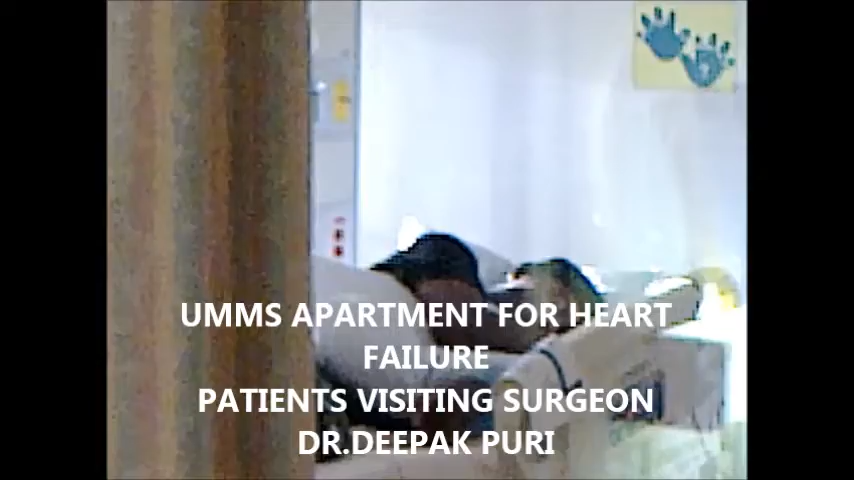 UMMS APARTMENT FOR HEART
FAILURE
PATIENTS VISITING SURGEON
DR.DEEPAK PURI